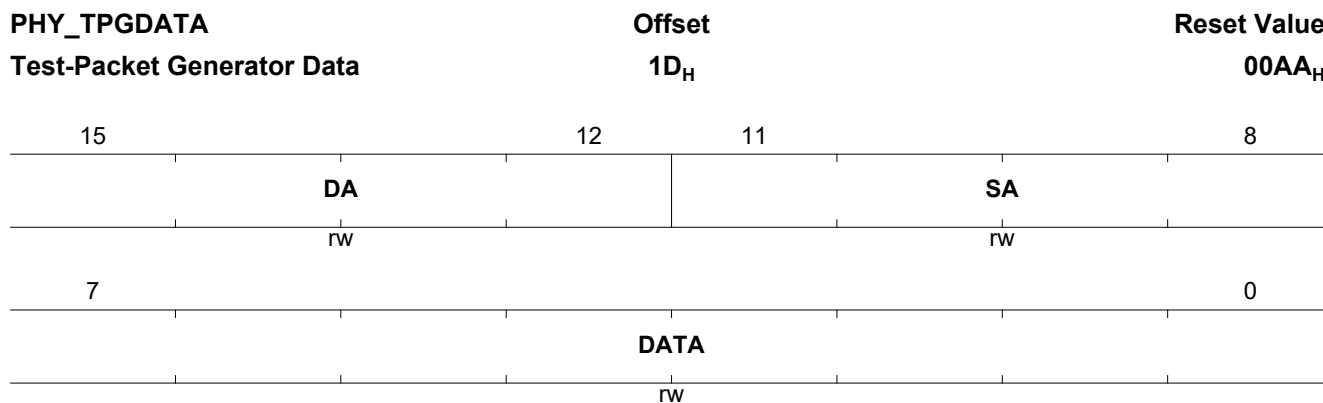 PHY_TPGDATA Offset Reset Value
Test-Packet Generator Data 1DH 00AAH
15 12 11 8
DA SA
rw rw
7 0
DATA
rw